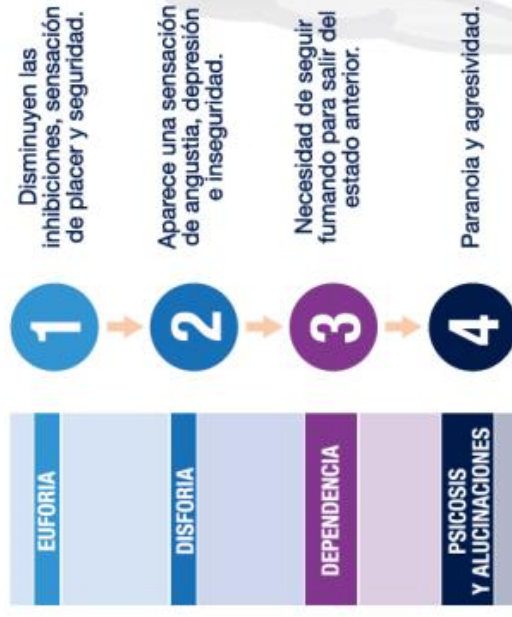 EUFORIA
1
Disminuyen las
inhibiciones, sensación
de placer y seguridad.
DISFORIA
2
Aparece una sensación
de angustia, depresión
e inseguridad.
DEPENDENCIA
3
Necesidad de seguir
fumando para salir del
estado anterior.
PSICOSIS
Y ALUCINACIONES
4
Paranoia y agresividad.